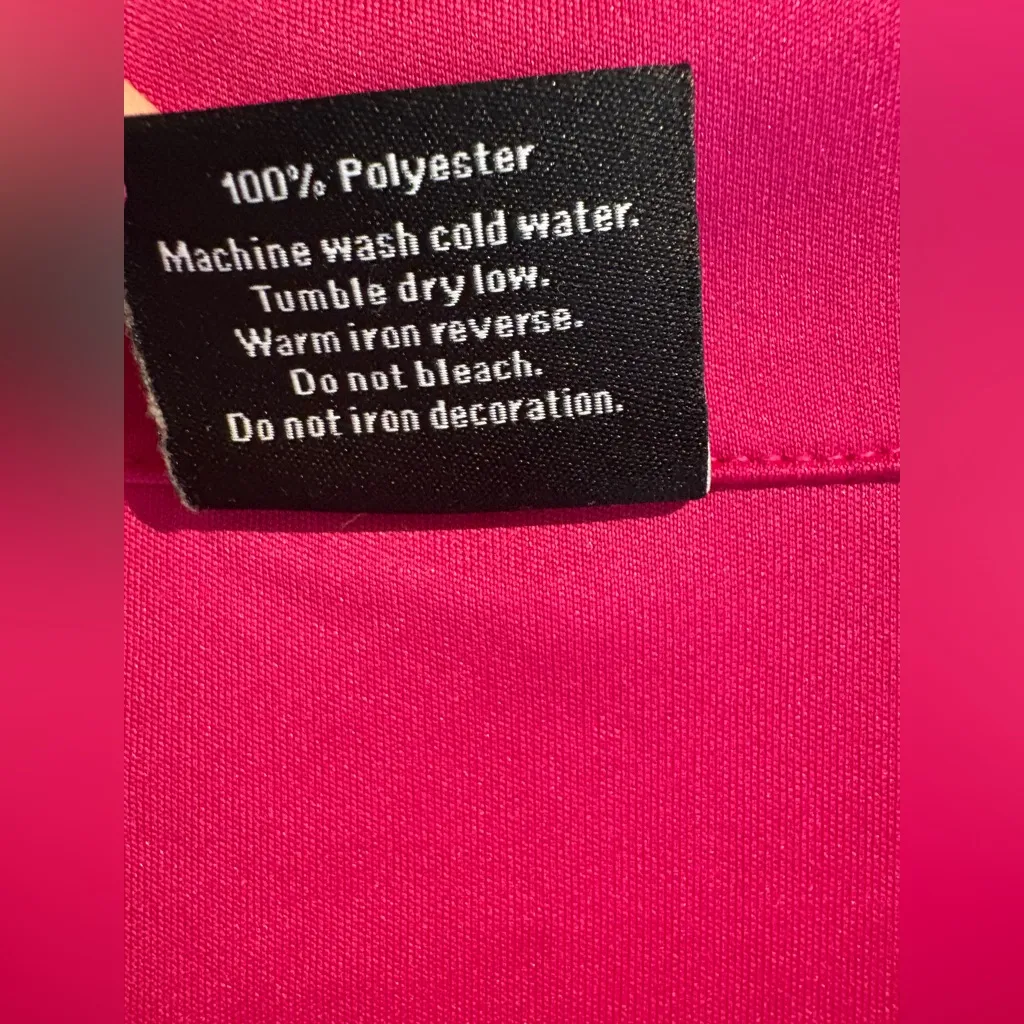 100% Polyester
Machine wash cold water.
Tumble dry low.
Warm iron reverse.
Do not bleach.
Do not iron decoration.